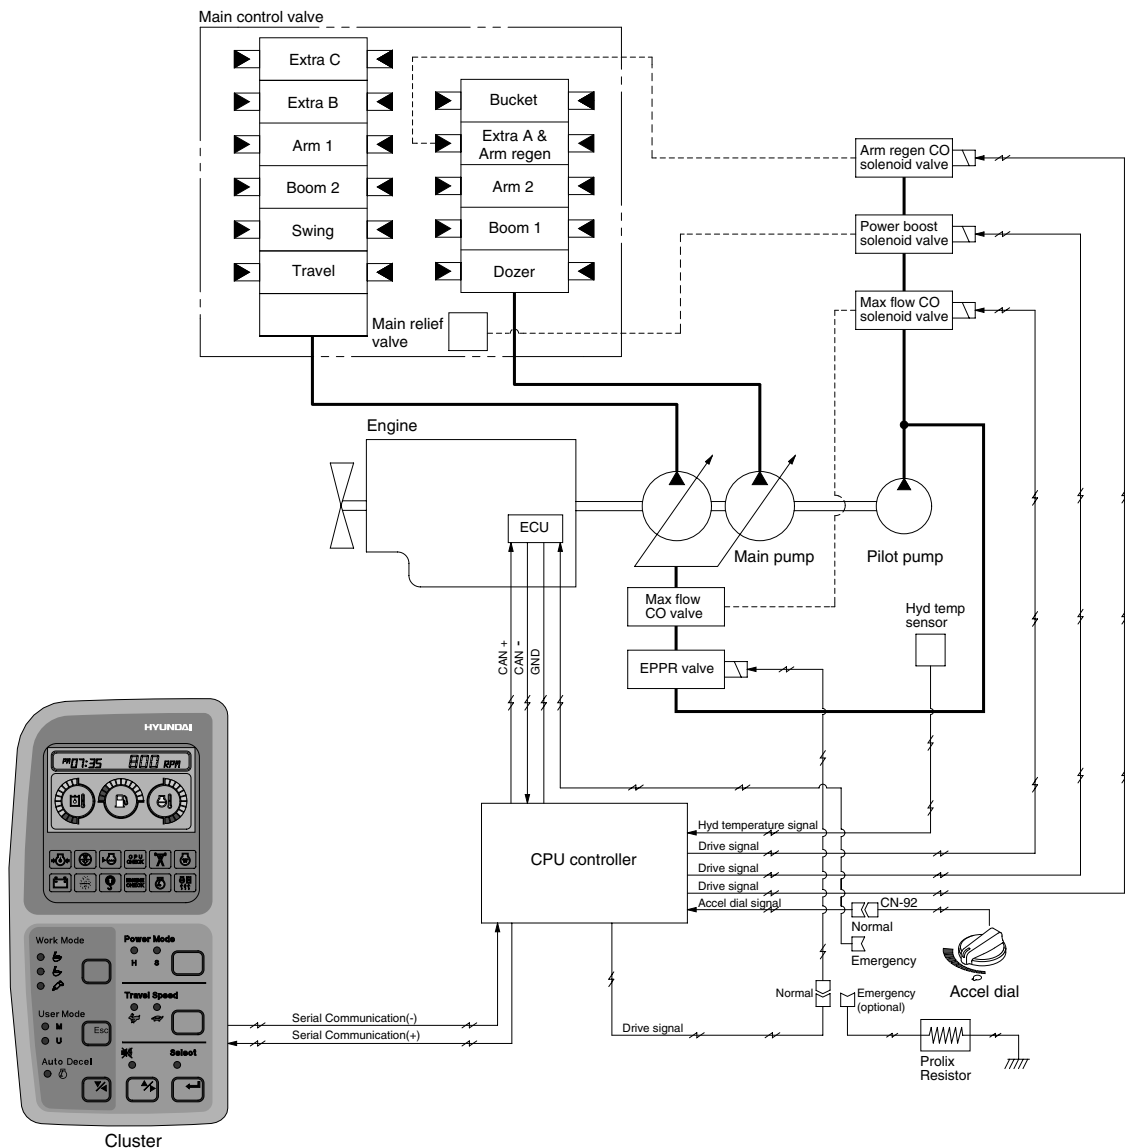 Main control valve
Extra C
Extra B
Arm 1
Boom 2
Swing
Travel
Bucket
Extra A &
Arm regen
Arm 2
Boom 1
Dozer
Main relief
valve
Arm regen CO
solenoid valve
Power boost
solenoid valve
Max flow CO
solenoid valve
Engine
ECU
Main pump
Pilot pump
Max flow
CO valve
EPPR valve
Hyd temp
sensor
CAN +
CAN -
GND
CPU controller
Hyd temperature signal
Drive signal
Drive signal
Drive signal
Accel dial signal
CN-92
Normal
Emergency
Accel dial
Normal
Emergency
(optional)
Drive signal
Prolix
Resistor
Serial Communication(-)
Serial Communication(+)
HYUNDAI
PM 07:35 800 RPM
CPU
CHECK
ENGINE
CHECK
Work Mode
Power Mode
H S
Travel Speed
User Mode
M
U
Esc
Auto Decel
Select
Cluster